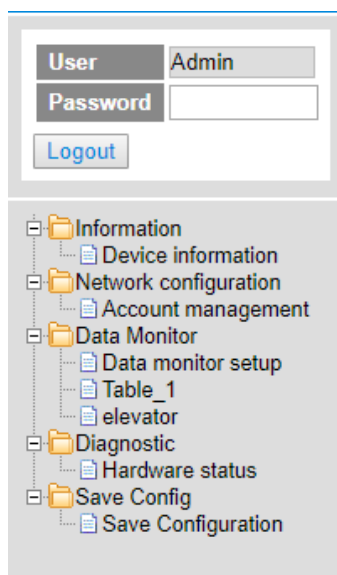 User Admin
Password
Logout
Information
Device information
Network configuration
Account management
Data Monitor
Data monitor setup
Table_1
elevator
Diagnostic
Hardware status
Save Config
Save Configuration